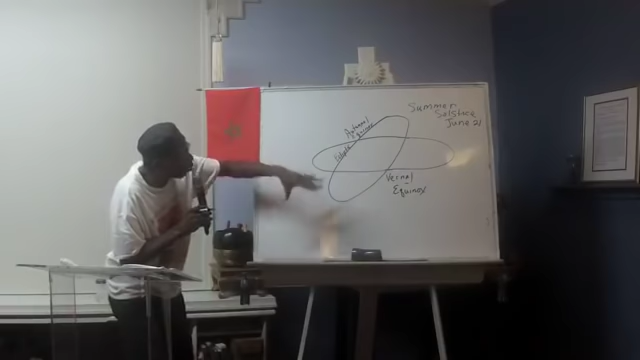 Summer
Solstice
June 21
Autumnal
Equinox
Vernal
Equinox